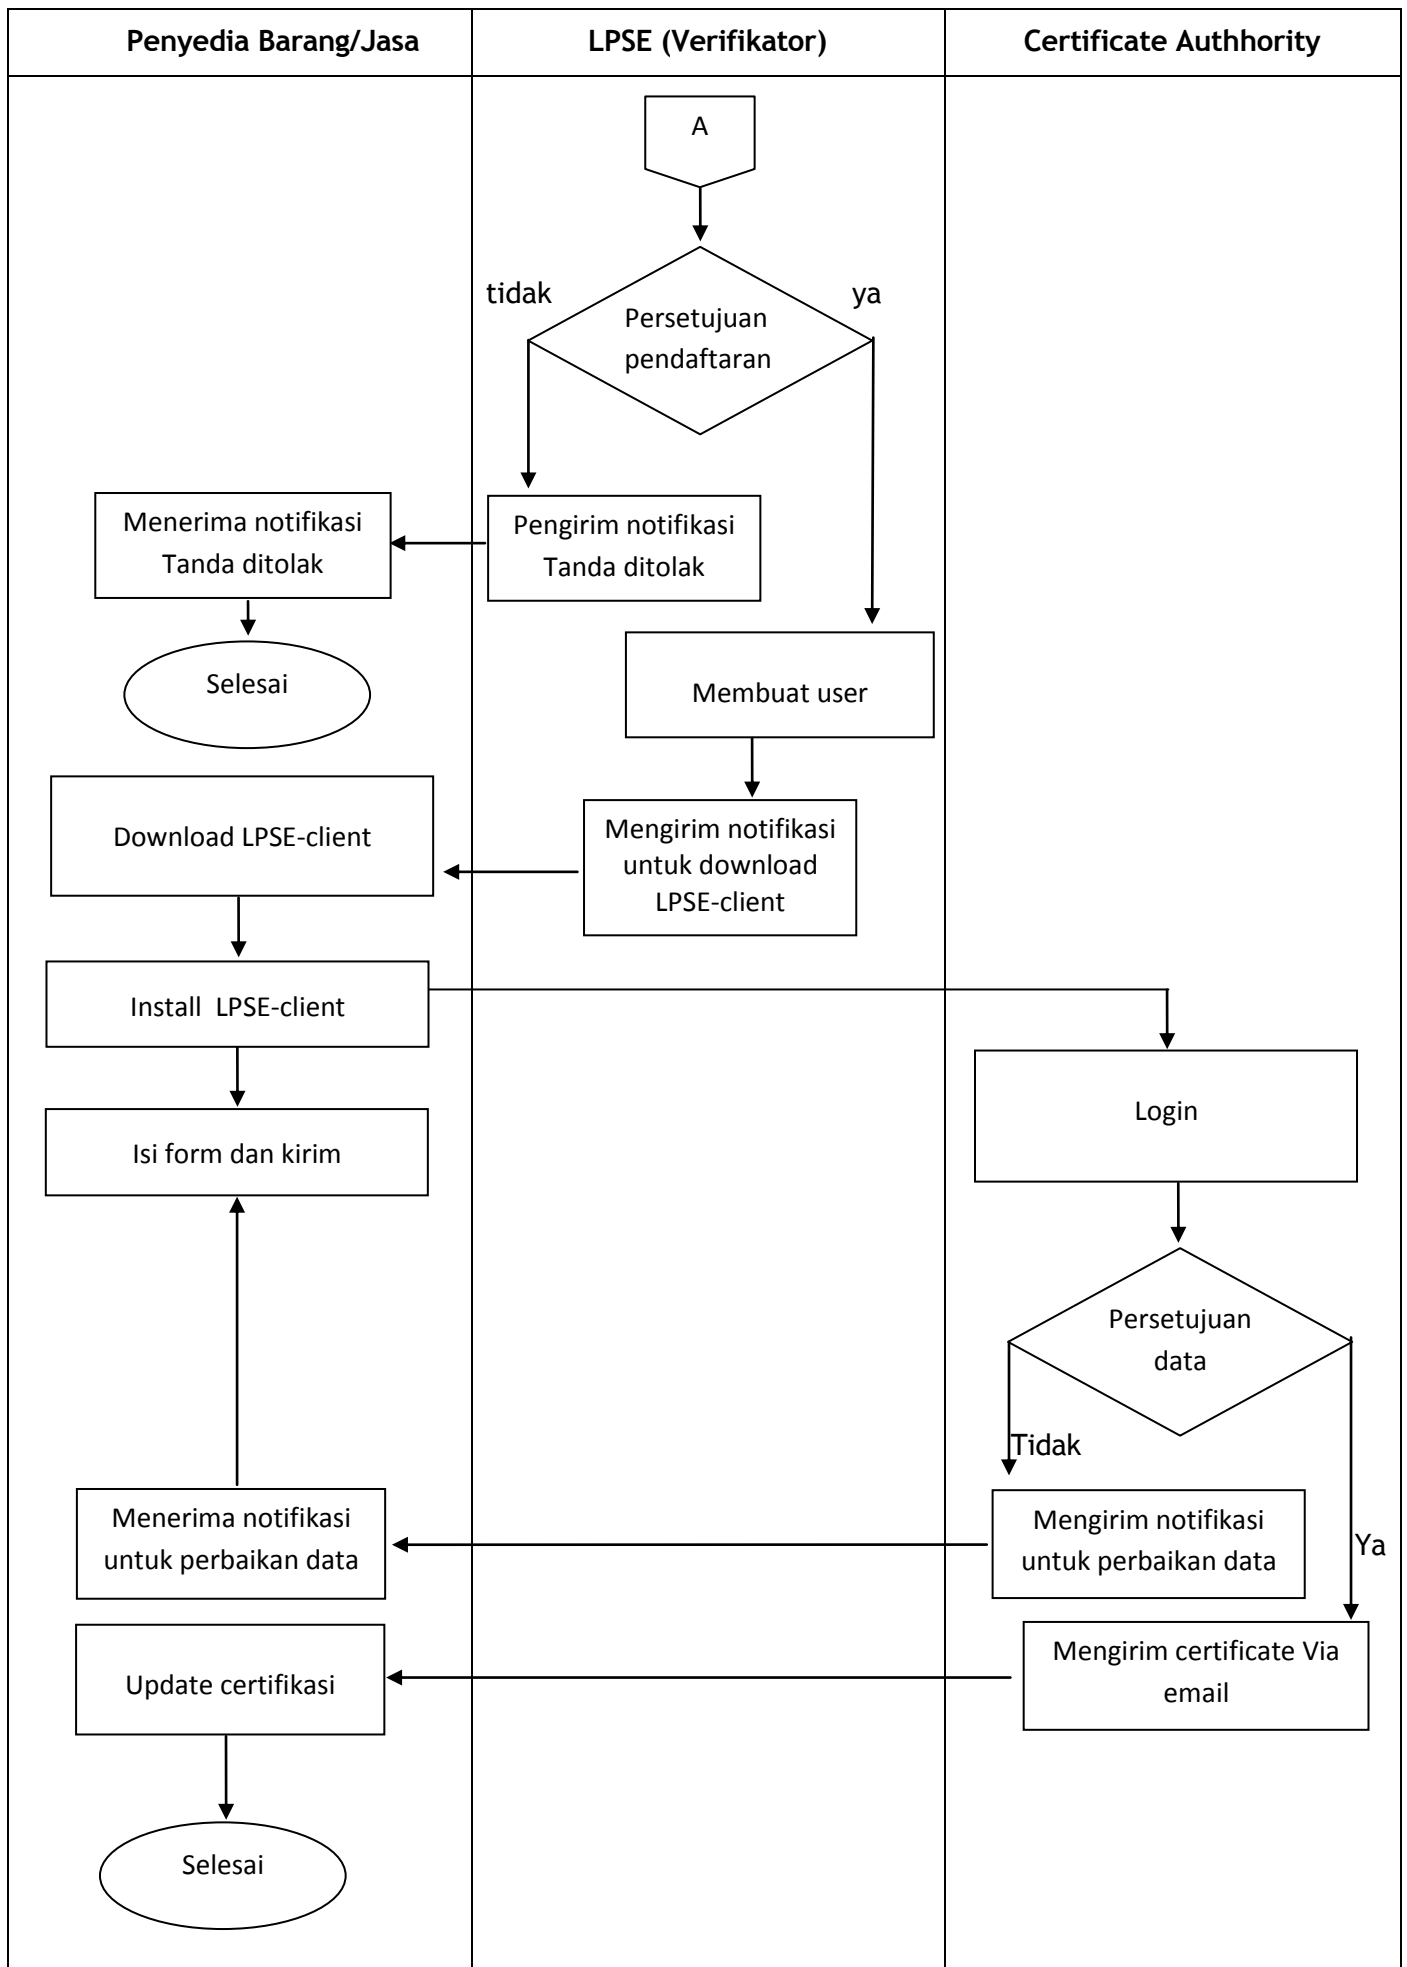 Penyedia Barang/Jasa
LPSE (Verifikator)
Certificate Authhority
A
tidak
ya
Persetujuan
pendaftaran
Menerima notifikasi
Tanda ditolak
Pengirim notifikasi
Tanda ditolak
Selesai
Membuat user
Download LPSE-client
Mengirim notifikasi
untuk download
LPSE-client
Install LPSE-client
Login
Isi form dan kirim
Persetujuan
data
Tidak
Menerima notifikasi
untuk perbaikan data
Mengirim notifikasi
untuk perbaikan data
Ya
Update certifikasi
Mengirim certificate Via
email
Selesai